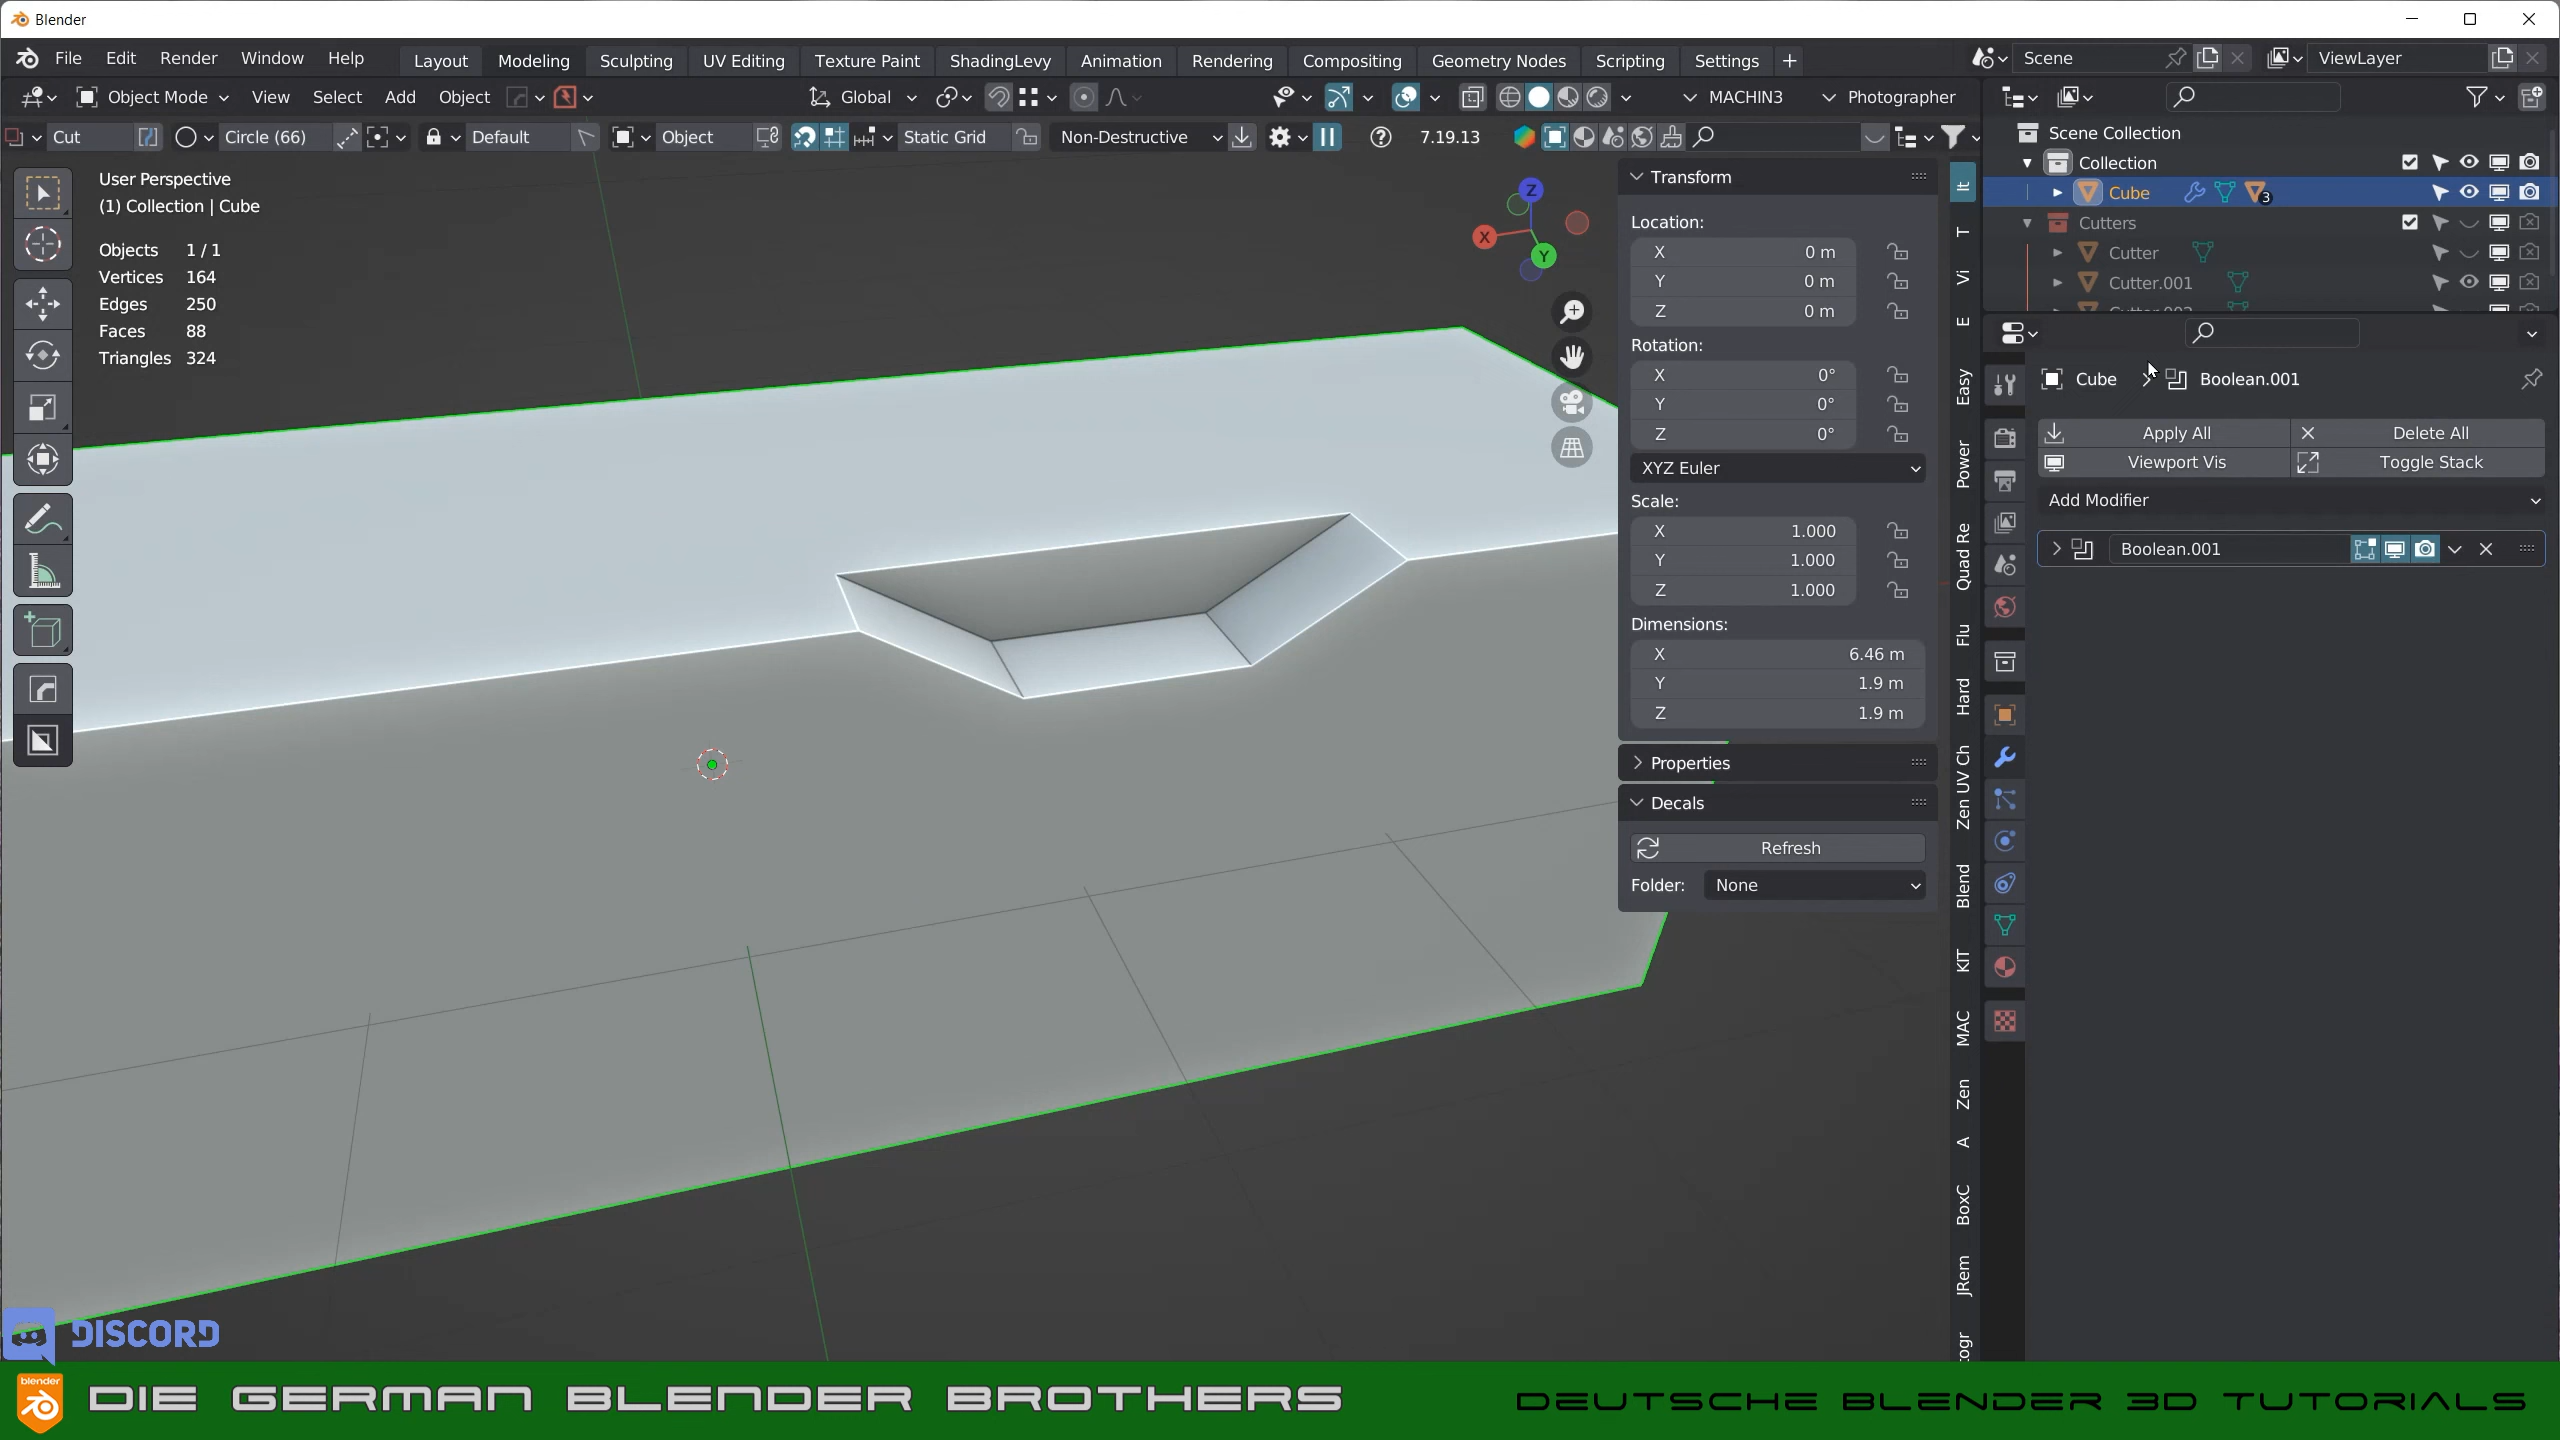 Blender
File Edit Render Window Help Layout Modeling Sculpting UV Editing Texture Paint ShadingLevy Animation Rendering Compositing Geometry Nodes Scripting Settings + Scene ViewLayer
Object Mode View Select Add Object Global MACHIN3 Photographer
Cut Circle (66) Default Object Static Grid Non-Destructive 7.19.13
User Perspective
(1) Collection | Cube
Objects 1 / 1
Vertices 164
Edges 250
Faces 88
Triangles 324
Z
X
Y
Transform
Location:
X 0 m
Y 0 m
Z 0 m
Rotation:
X 0°
Y 0°
Z 0°
XYZ Euler
Scale:
X 1.000
Y 1.000
Z 1.000
Dimensions:
X 6.46 m
Y 1.9 m
Z 1.9 m
Properties
Decals
Refresh
Folder: None
It
T
Vi
E
Easy
Power
Quad Re
Flu
Hard
Zen UV Ch
Blend
KIT
MAC
Zen
A
BoxC
JRem
Scene Collection
Collection
Cube 3
Cutters
Cutter
Cutter.001
Cutter.002
Cube Boolean.001
Apply All Delete All
Viewport Vis Toggle Stack
Add Modifier
Boolean.001
DISCORD
blender
DIE GERMAN BLENDER BROTHERS
DEUTSCHE BLENDER 3D TUTORIALS